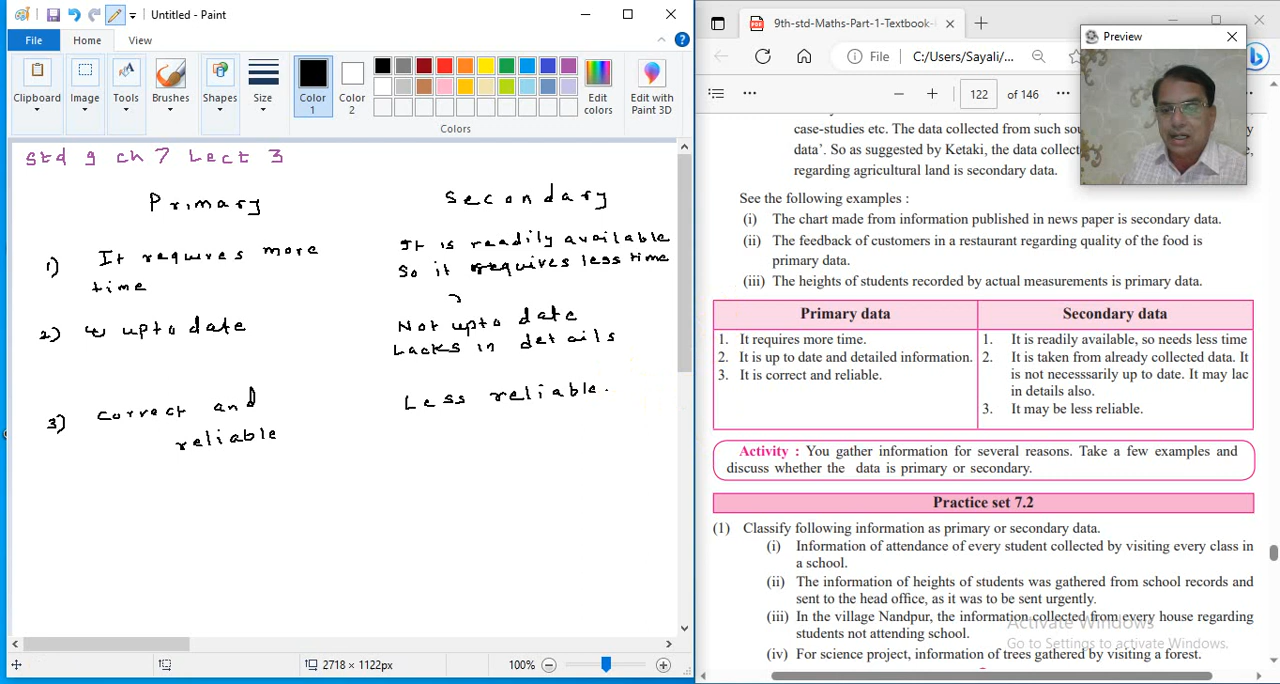 Untitled - Paint
File
Home
View
Clipboard
Image
Tools
Brushes
Shapes
Size
Color
1
Color
2
Edit
colors
Edit with
Paint 3D
Colors
Std 9 ch 7 Lect 3
Primary
Secondary
1) It requires more
time
It is readily available
So it requires less time
2) upto date
Not upto date
Lacks in details
3) correct and
reliable
Less reliable.
100%
2718 × 1122px
9th-std-Maths-Part-1-Textbook-
File
C:/Users/Sayali/...
122
of 146
Preview
case-studies etc. The data collected from such sou
data'. So as suggested by Ketaki, the data collect
regarding agricultural land is secondary data.
See the following examples :
(i) The chart made from information published in news paper is secondary data.
(ii) The feedback of customers in a restaurant regarding quality of the food is
primary data.
(iii) The heights of students recorded by actual measurements is primary data.
Primary data
Secondary data
1. It requires more time.
2. It is up to date and detailed information.
3. It is correct and reliable.
1. It is readily available, so needs less time
2. It is taken from already collected data. It
is not necesssarily up to date. It may lac
in details also.
3. It may be less reliable.
Activity : You gather information for several reasons. Take a few examples and
discuss whether the data is primary or secondary.
Practice set 7.2
(1) Classify following information as primary or secondary data.
(i) Information of attendance of every student collected by visiting every class in
a school.
(ii) The information of heights of students was gathered from school records and
sent to the head office, as it was to be sent urgently.
(iii) In the village Nandpur, the information collected from every house regarding
students not attending school.
(iv) For science project, information of trees gathered by visiting a forest.
Activate Windows
Go to Settings to activate Windows.